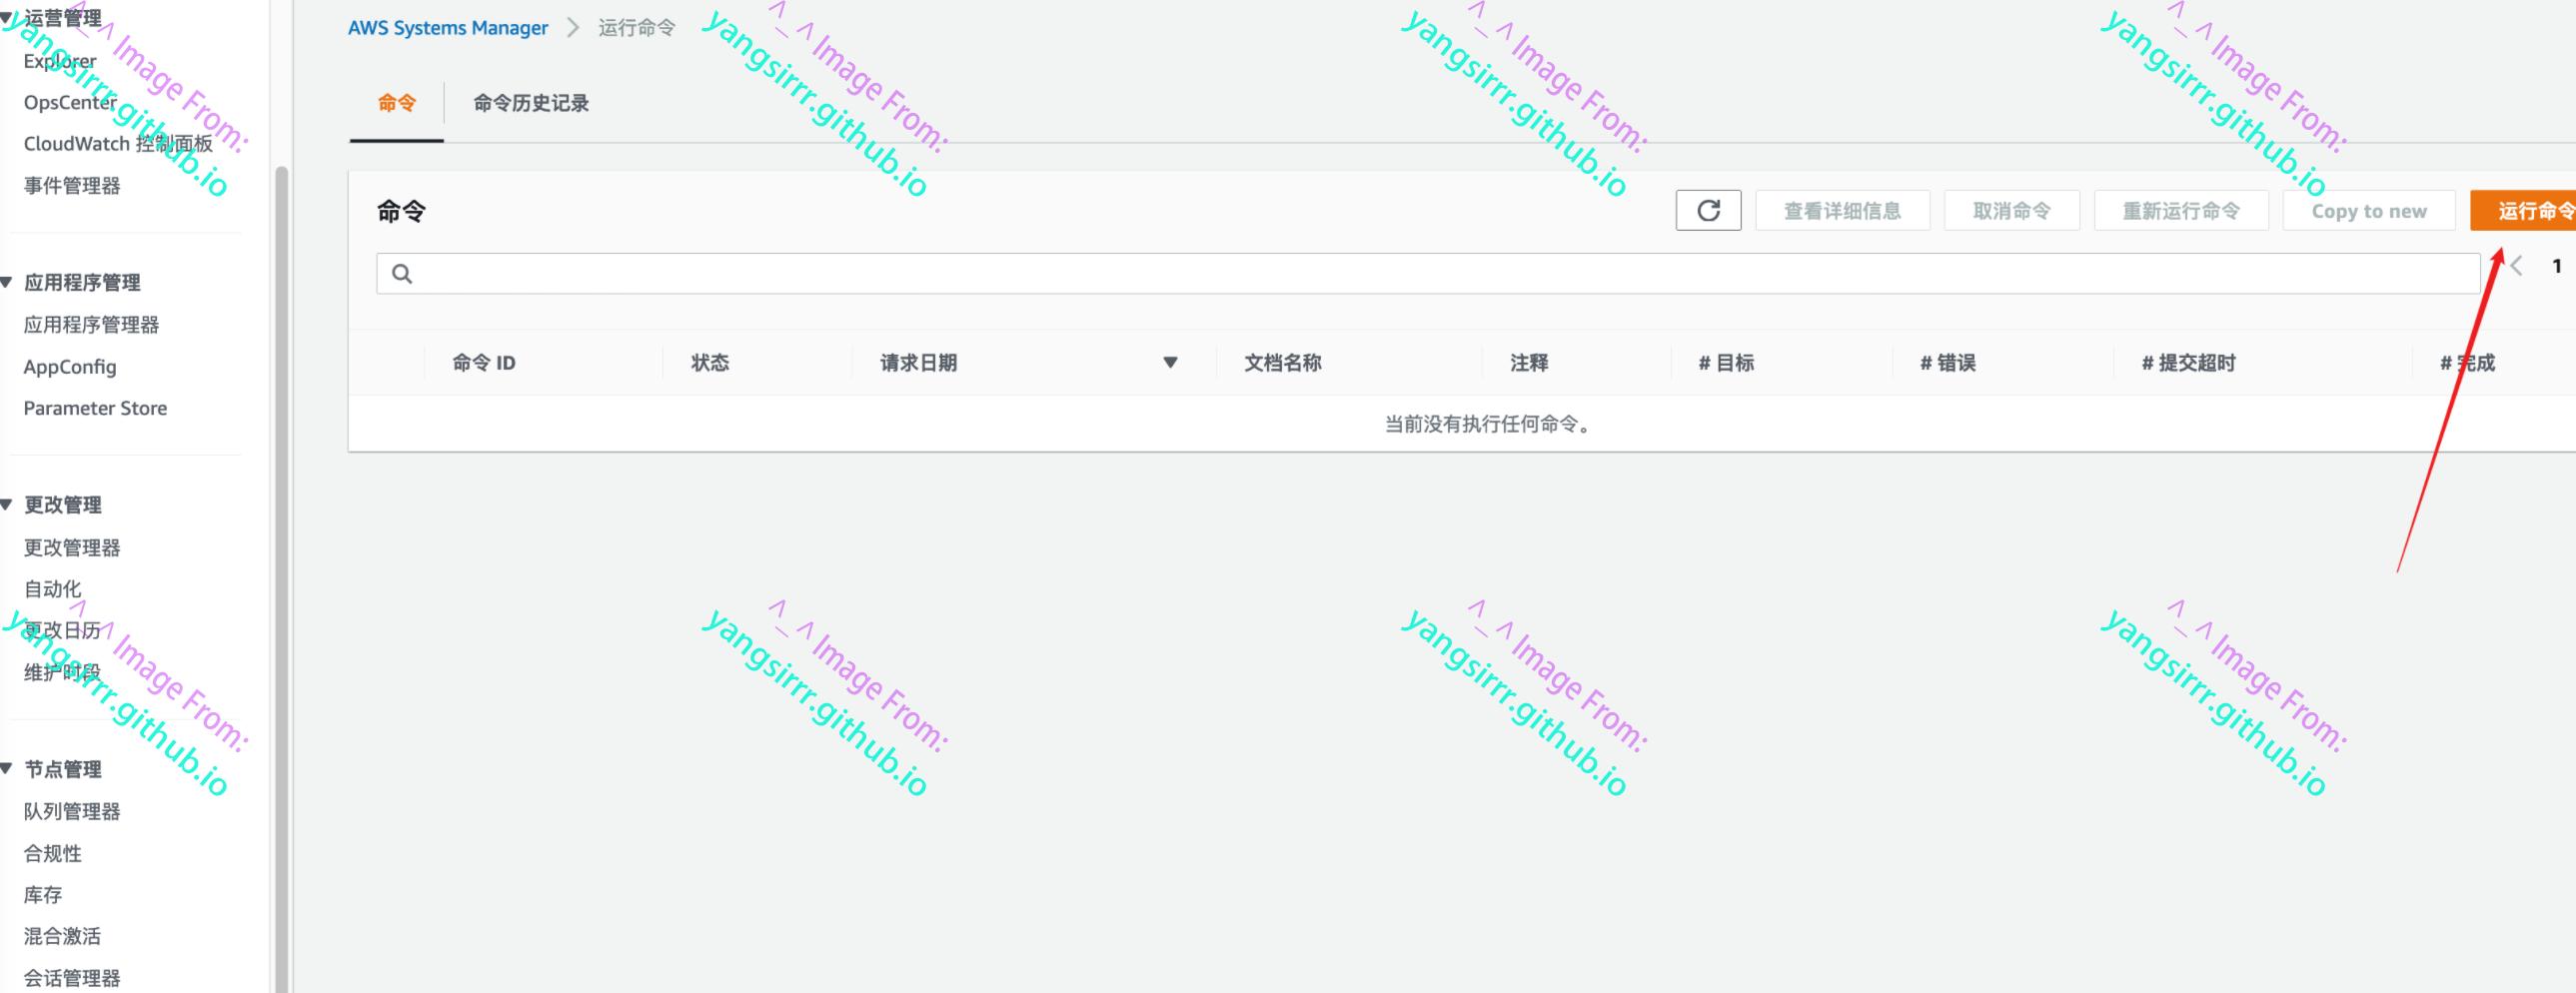 运营管理
Explorer
OpsCenter
CloudWatch 控制面板
事件管理器
应用程序管理
应用程序管理器
AppConfig
Parameter Store
更改管理
更改管理器
自动化
更改日历
维护时段
节点管理
队列管理器
合规性
库存
混合激活
会话管理器
AWS Systems Manager > 运行命令
命令 命令历史记录
命令
查看详细信息 取消命令 重新运行命令 Copy to new 运行命令
1
命令 ID 状态 请求日期 文档名称 注释 # 目标 # 错误 # 提交超时 # 完成
当前没有执行任何命令。
^_^ Image From:
yangsirrr.github.io
^_^ Image From:
yangsirrr.github.io
^_^ Image From:
yangsirrr.github.io
^_^ Image From:
yangsirrr.github.io
^_^ Image From:
yangsirrr.github.io
^_^ Image From:
yangsirrr.github.io
^_^ Image From:
yangsirrr.github.io
^_^ Image From:
yangsirrr.github.io